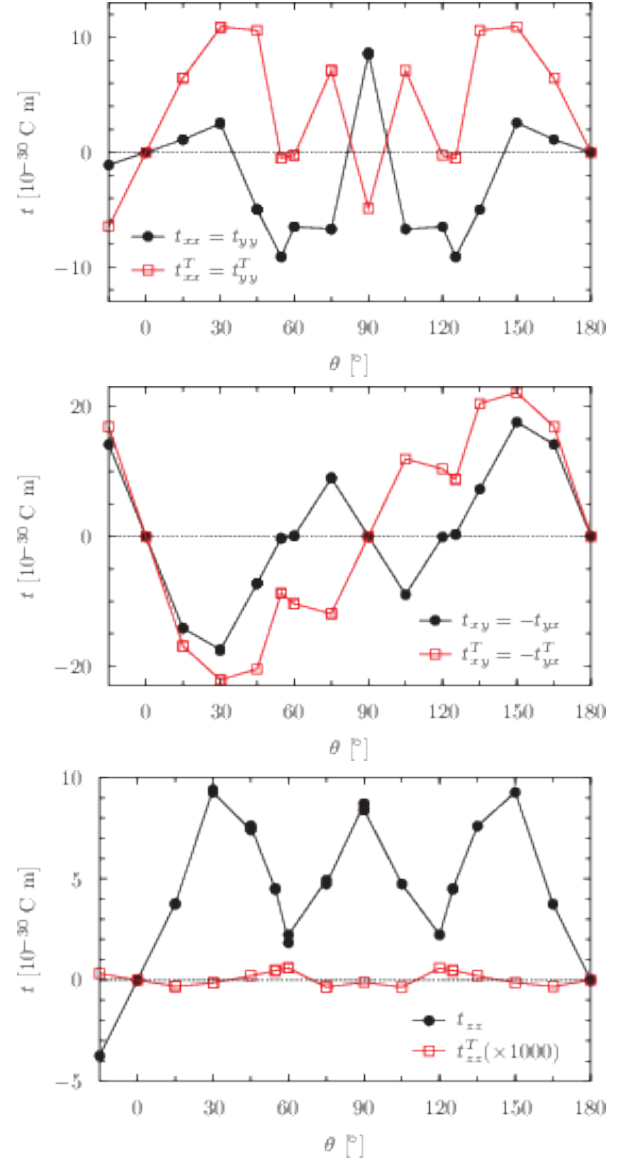 10
0
−10
t [10⁻³⁰ C m]
t_xx = t_yy
t^T_xx = t^T_yy
0 30 60 90 120 150 180
θ [°]
20
0
−20
t [10⁻³⁰ C m]
t_xy = −t_yx
t^T_xy = −t^T_yx
0 30 60 90 120 150 180
θ [°]
10
5
0
−5
t [10⁻³⁰ C m]
t_zz
t^T_zz(×1000)
0 30 60 90 120 150 180
θ [°]